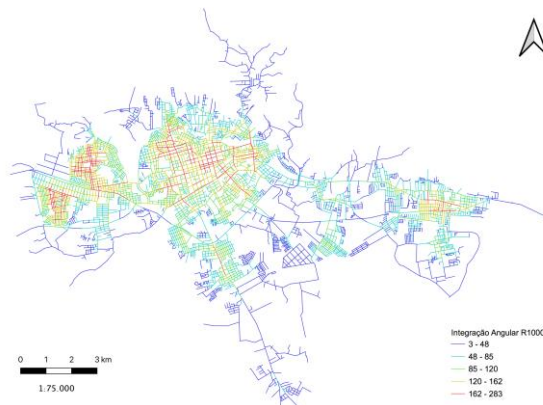 Integração Angular R1000
3 - 48
48 - 85
85 - 120
120 - 162
162 - 283
0 1 2 3 km
1:75.000